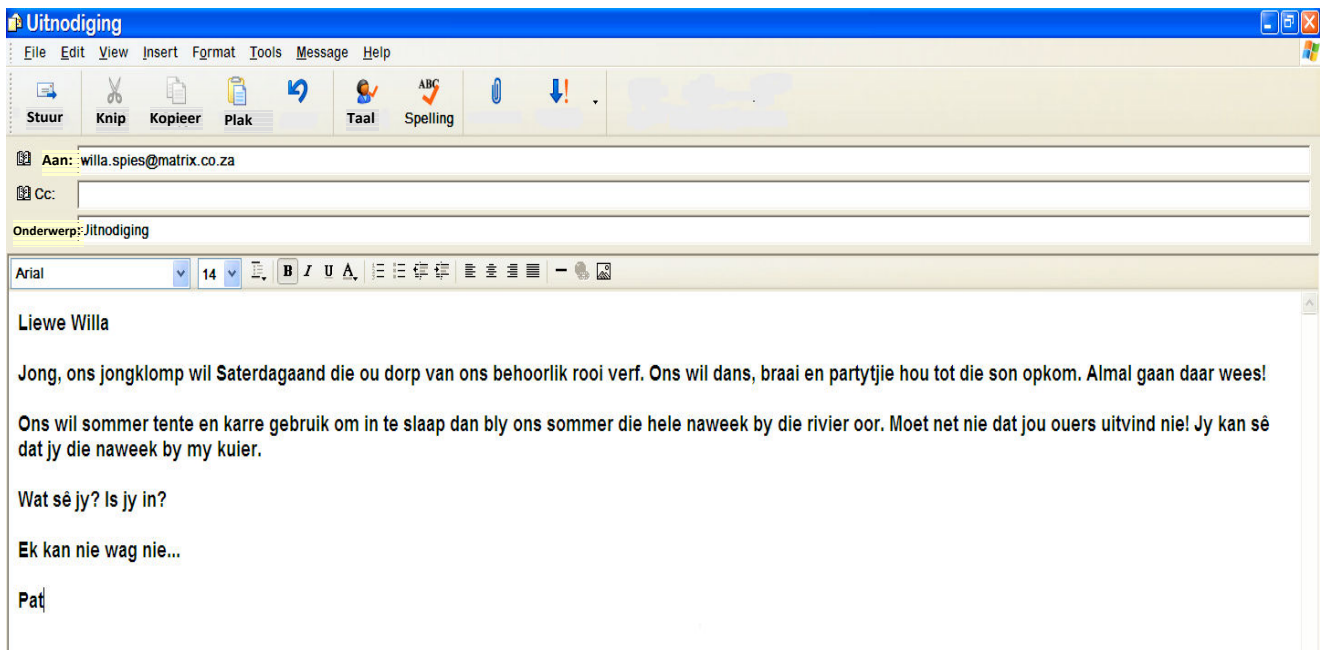 Uitnodiging
File Edit View Insert Format Tools Message Help
ABC
Stuur Knip Kopieer Plak Taal Spelling
Aan: willa.spies@matrix.co.za
Cc:
Onderwerp: Uitnodiging
Arial 14 B I U A
Liewe Willa
Jong, ons jongklomp wil Saterdagaand die ou dorp van ons behoorlik rooi verf. Ons wil dans, braai en partytjie hou tot die son opkom. Almal gaan daar wees!
Ons wil sommer tente en karre gebruik om in te slaap dan bly ons sommer die hele naweek by die rivier oor. Moet net nie dat jou ouers uitvind nie! Jy kan sê
dat jy die naweek by my kuier.
Wat sê jy? Is jy in?
Ek kan nie wag nie...
Pat